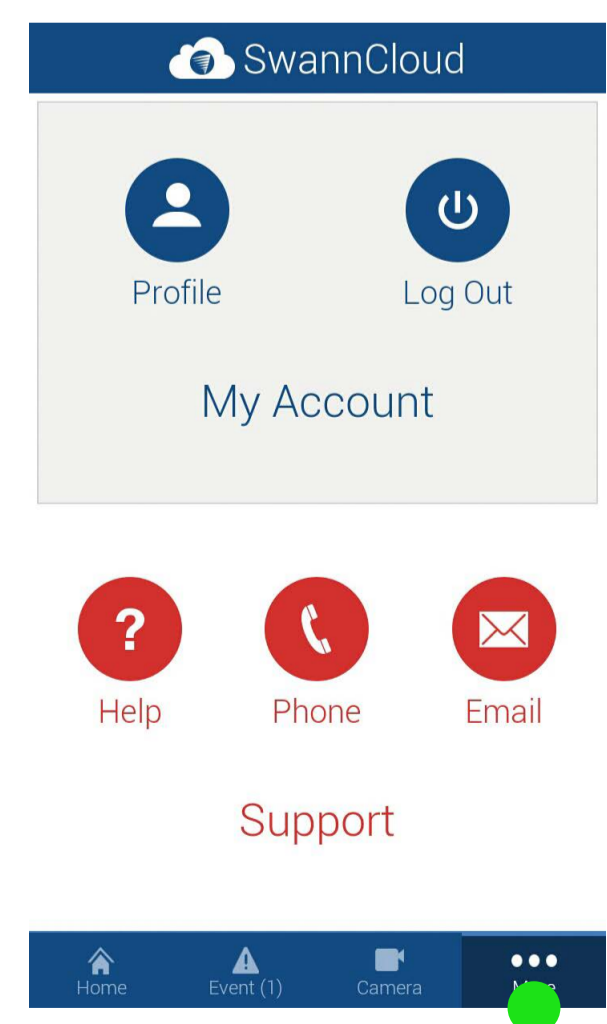 SwannCloud
Profile
Log Out
My Account
?
Help
Phone
Email
Support
Home
Event (1)
Camera